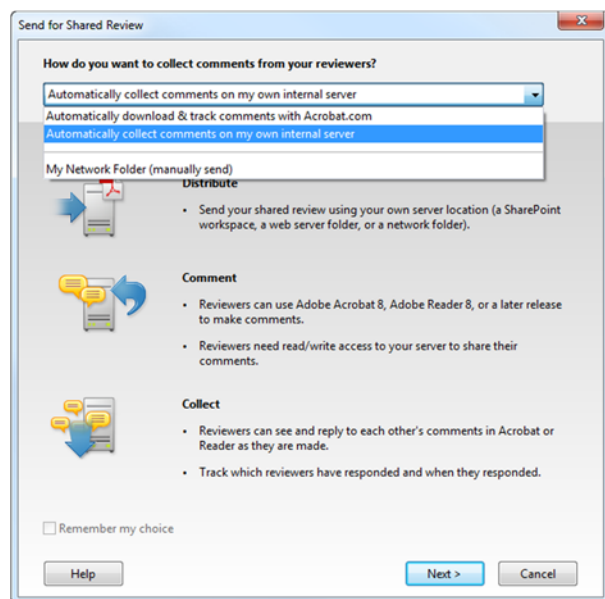 Send for Shared Review
How do you want to collect comments from your reviewers?
Automatically collect comments on my own internal server
Automatically download & track comments with Acrobat.com
Automatically collect comments on my own internal server
My Network Folder (manually send)
Distribute
• Send your shared review using your own server location (a SharePoint
workspace, a web server folder, or a network folder).
Comment
• Reviewers can use Adobe Acrobat 8, Adobe Reader 8, or a later release
to make comments.
• Reviewers need read/write access to your server to share their
comments.
Collect
• Reviewers can see and reply to each other's comments in Acrobat or
Reader as they are made.
• Track which reviewers have responded and when they responded.
Remember my choice
Help
Next >
Cancel